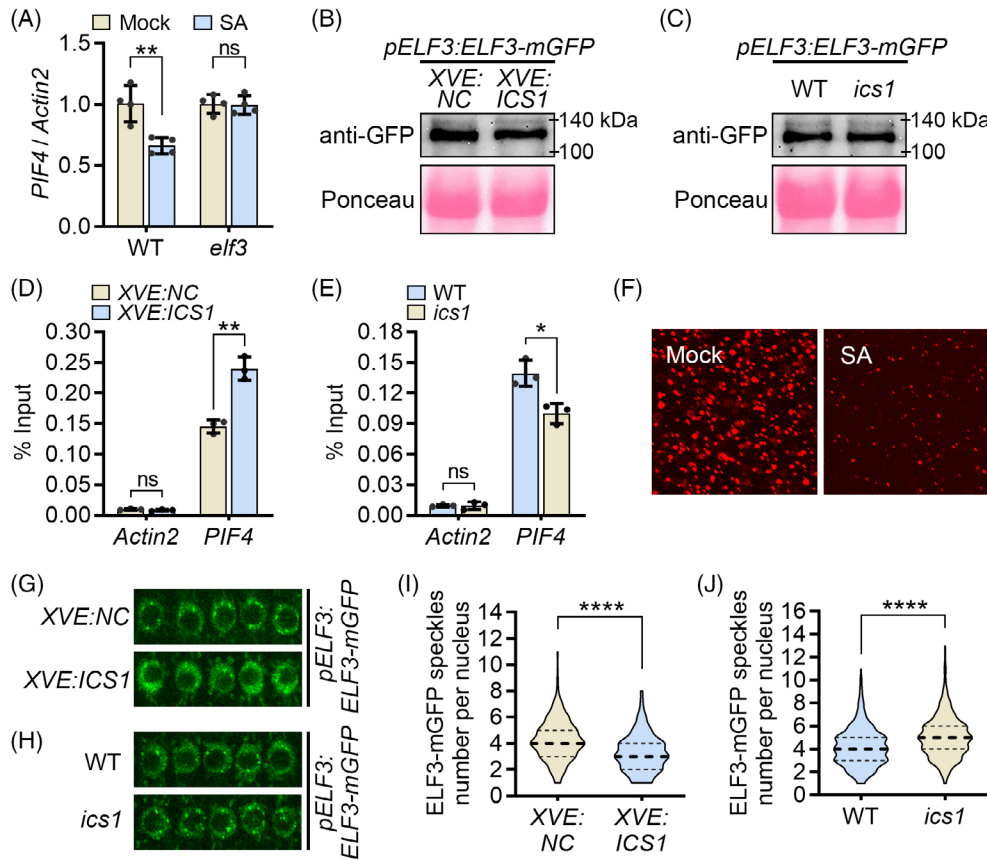 (A)
Mock
SA
PIF4 / Actin2
1.5
1.0
0.5
0.0
**
ns
WT
elf3
(B)
pELF3:ELF3-mGFP
XVE:
NC
XVE:
ICS1
anti-GFP
140 kDa
100
Ponceau
(C)
pELF3:ELF3-mGFP
WT
ics1
anti-GFP
140 kDa
100
Ponceau
(D)
XVE:NC
XVE:ICS1
% Input
0.30
0.25
0.20
0.15
0.10
0.05
0.00
ns
**
Actin2
PIF4
(E)
WT
ics1
% Input
0.18
0.15
0.12
0.09
0.06
0.03
0.00
ns
*
Actin2
PIF4
(F)
Mock
SA
(G)
XVE:NC
XVE:ICS1
pELF3:
ELF3-mGFP
(H)
WT
ics1
pELF3:
ELF3-mGFP
(I)
ELF3-mGFP speckles
number per nucleus
14
12
10
8
6
4
2
0
****
XVE:
NC
XVE:
ICS1
(J)
ELF3-mGFP speckles
number per nucleus
16
14
12
10
8
6
4
2
0
****
WT
ics1